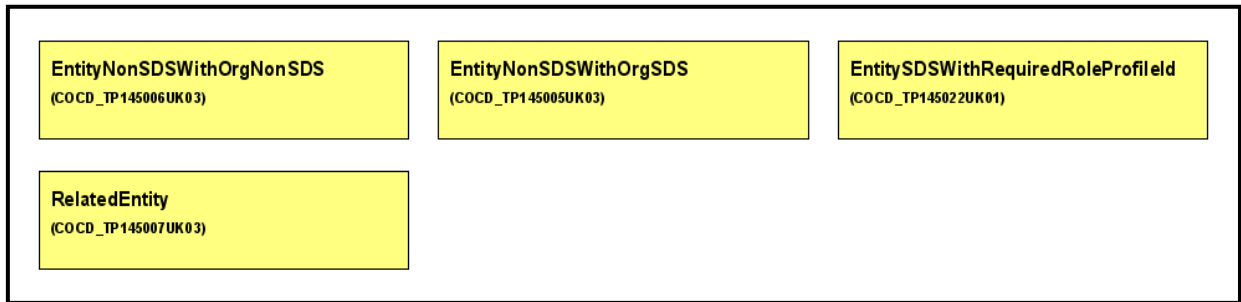 EntityNonSDSWithOrgNonSDS
(COCD_TP145006UK03)
EntityNonSDSWithOrgSDS
(COCD_TP145005UK03)
EntitySDSWithRequiredRoleProfileId
(COCD_TP145022UK01)
RelatedEntity
(COCD_TP145007UK03)